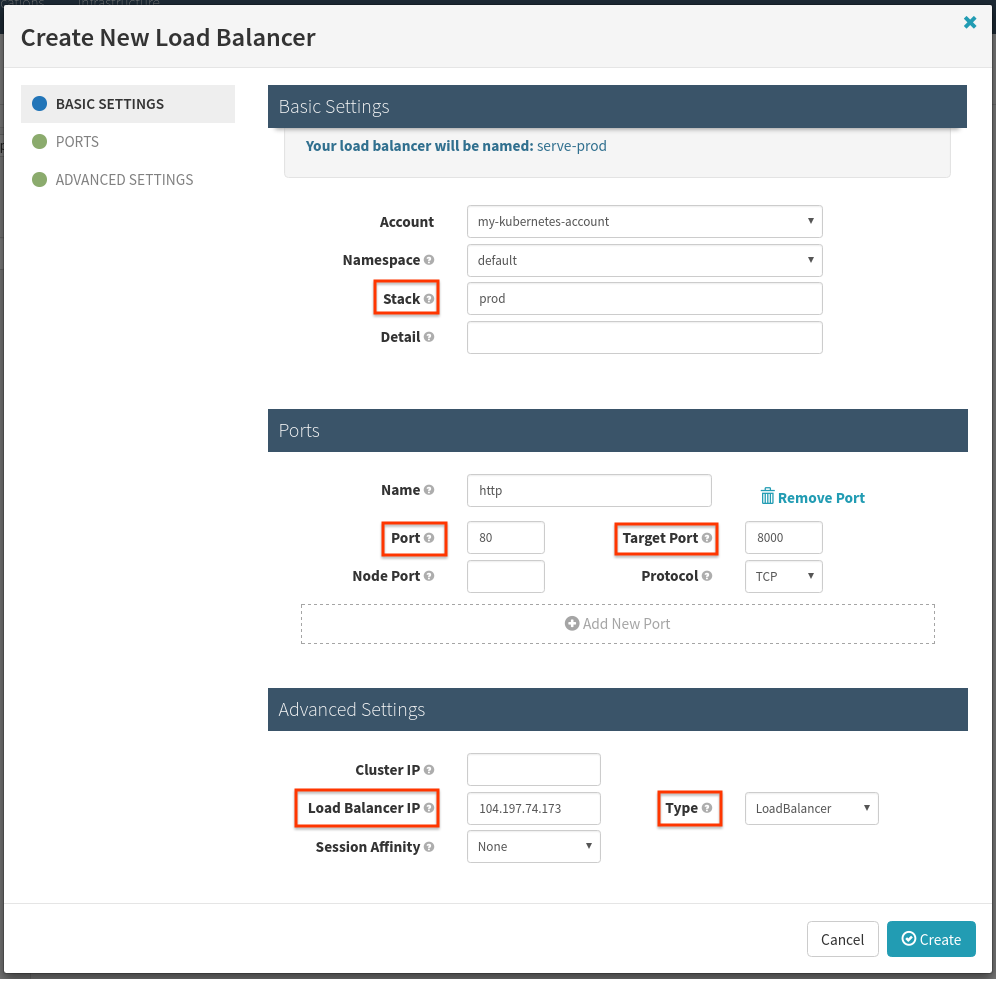 Infrastructure
Create New Load Balancer
BASIC SETTINGS
PORTS
ADVANCED SETTINGS
Basic Settings
Your load balancer will be named: serve-prod
Account my-kubernetes-account
Namespace default
Stack prod
Detail
Ports
Name http Remove Port
Port 80 Target Port 8000
Node Port Protocol TCP
Add New Port
Advanced Settings
Cluster IP
Load Balancer IP 104.197.74.173 Type LoadBalancer
Session Affinity None
Cancel Create